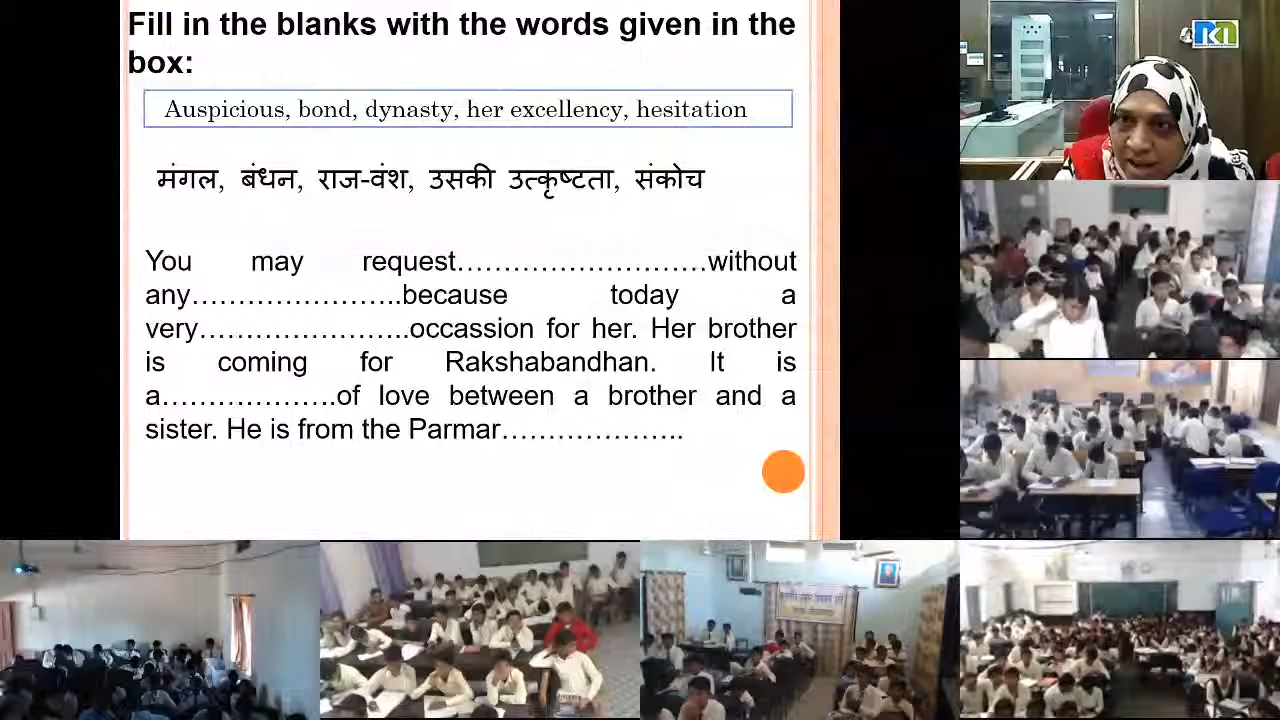 Fill in the blanks with the words given in the
box:
Auspicious, bond, dynasty, her excellency, hesitation
मंगल, बंधन, राज-वंश, उसकी उत्कृष्टता, संकोच
You may request………………………without
any…………………..because today a
very…………………..occassion for her. Her brother
is coming for Rakshabandhan. It is
a……………….of love between a brother and a
sister. He is from the Parmar………………..